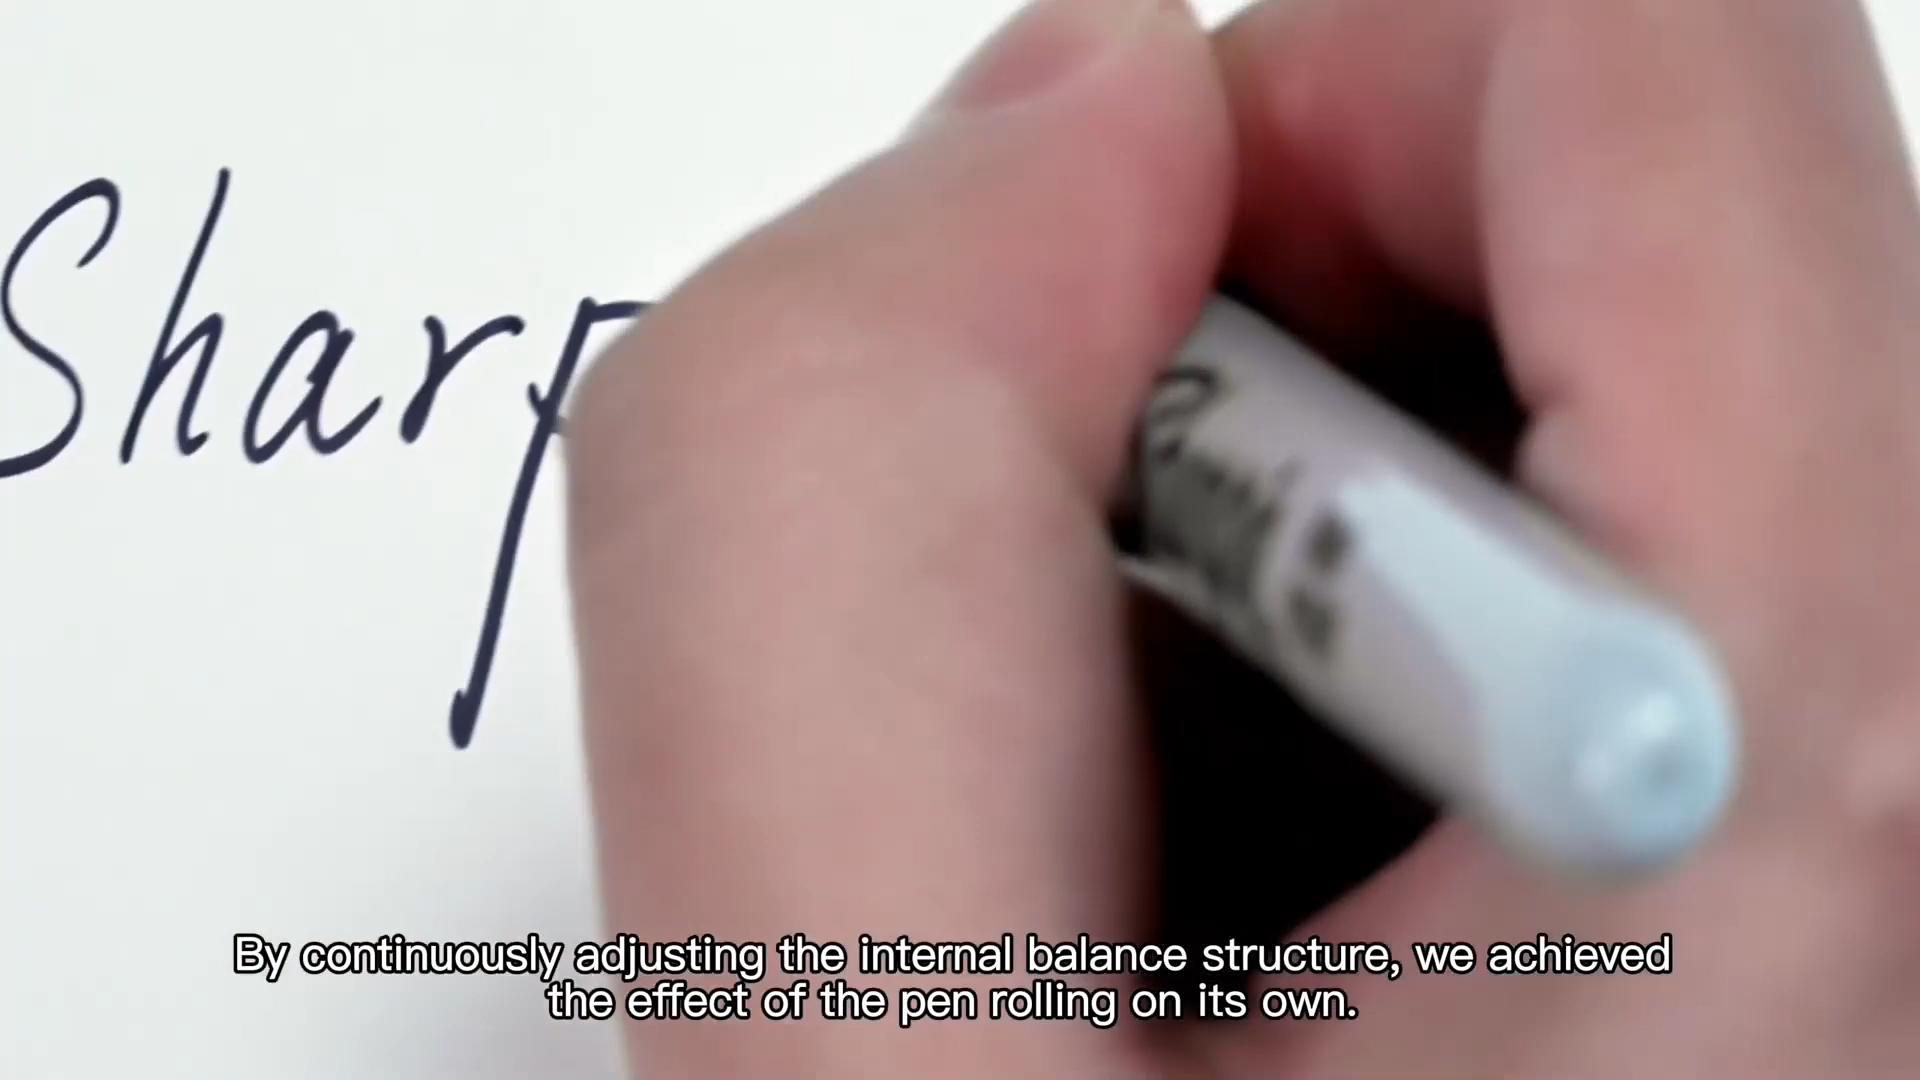 Sharp
By continuously adjusting the internal balance structure, we achieved
the effect of the pen rolling on its own.